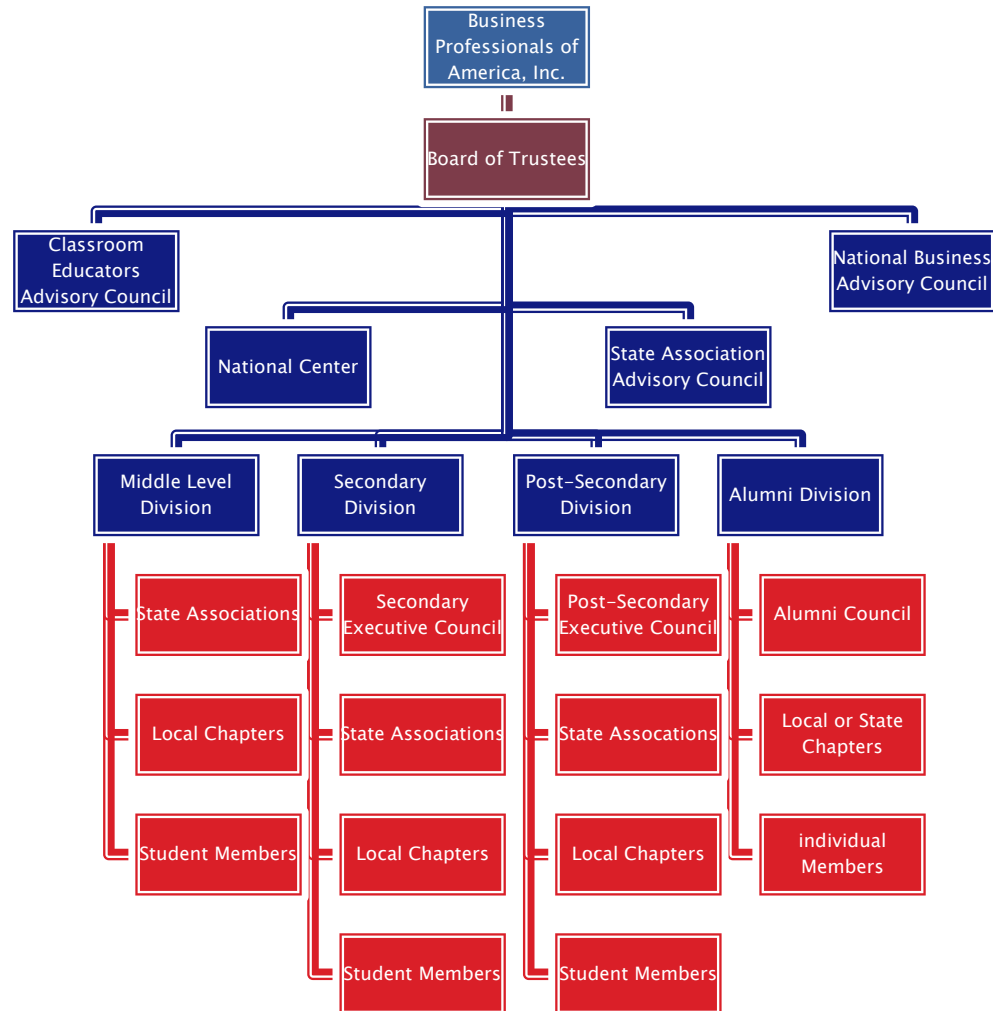 Business
Professionals of
America, Inc.
Board of Trustees
Classroom
Educators
Advisory Council
National Business
Advisory Council
National Center
State Association
Advisory Council
Middle Level
Division
Secondary
Division
Post-Secondary
Division
Alumni Division
State Associations
Secondary
Executive Council
Post-Secondary
Executive Council
Alumni Council
Local Chapters
State Associations
State Assocations
Local or State
Chapters
Student Members
Local Chapters
Local Chapters
individual
Members
Student Members
Student Members